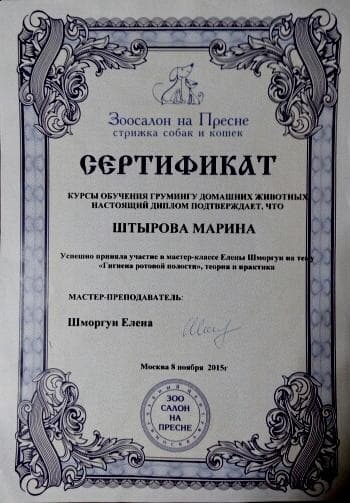 Зоосалон на Пресне
стрижка собак и кошек
СЕРТИФИКАТ
КУРСЫ ОБУЧЕНИЯ ГРУМИНГУ ДОМАШНИХ ЖИВОТНЫХ
НАСТОЯЩИЙ ДИПЛОМ ПОДТВЕРЖДАЕТ, ЧТО
ШТЫРОВА МАРИНА
Успешно приняла участие в мастер-классе Елены Шморгун на тему
«Гигиена ротовой полости», теория и практика
МАСТЕР-ПРЕПОДАВАТЕЛЬ:
Шморгун Елена
Москва 8 ноября 2015г
ЗОО
САЛОН
НА
ПРЕСНЕ